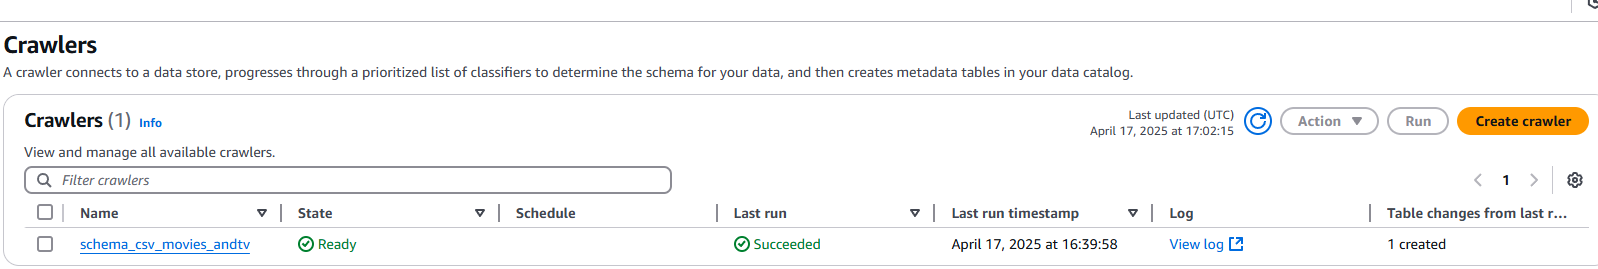 Crawlers
A crawler connects to a data store, progresses through a prioritized list of classifiers to determine the schema for your data, and then creates metadata tables in your data catalog.
Crawlers (1) Info
Last updated (UTC)
April 17, 2025 at 17:02:15
Action
Run
Create crawler
View and manage all available crawlers.
Filter crawlers
1
Name State Schedule Last run Last run timestamp Log Table changes from last r...
schema_csv_movies_andtv Ready Succeeded April 17, 2025 at 16:39:58 View log 1 created